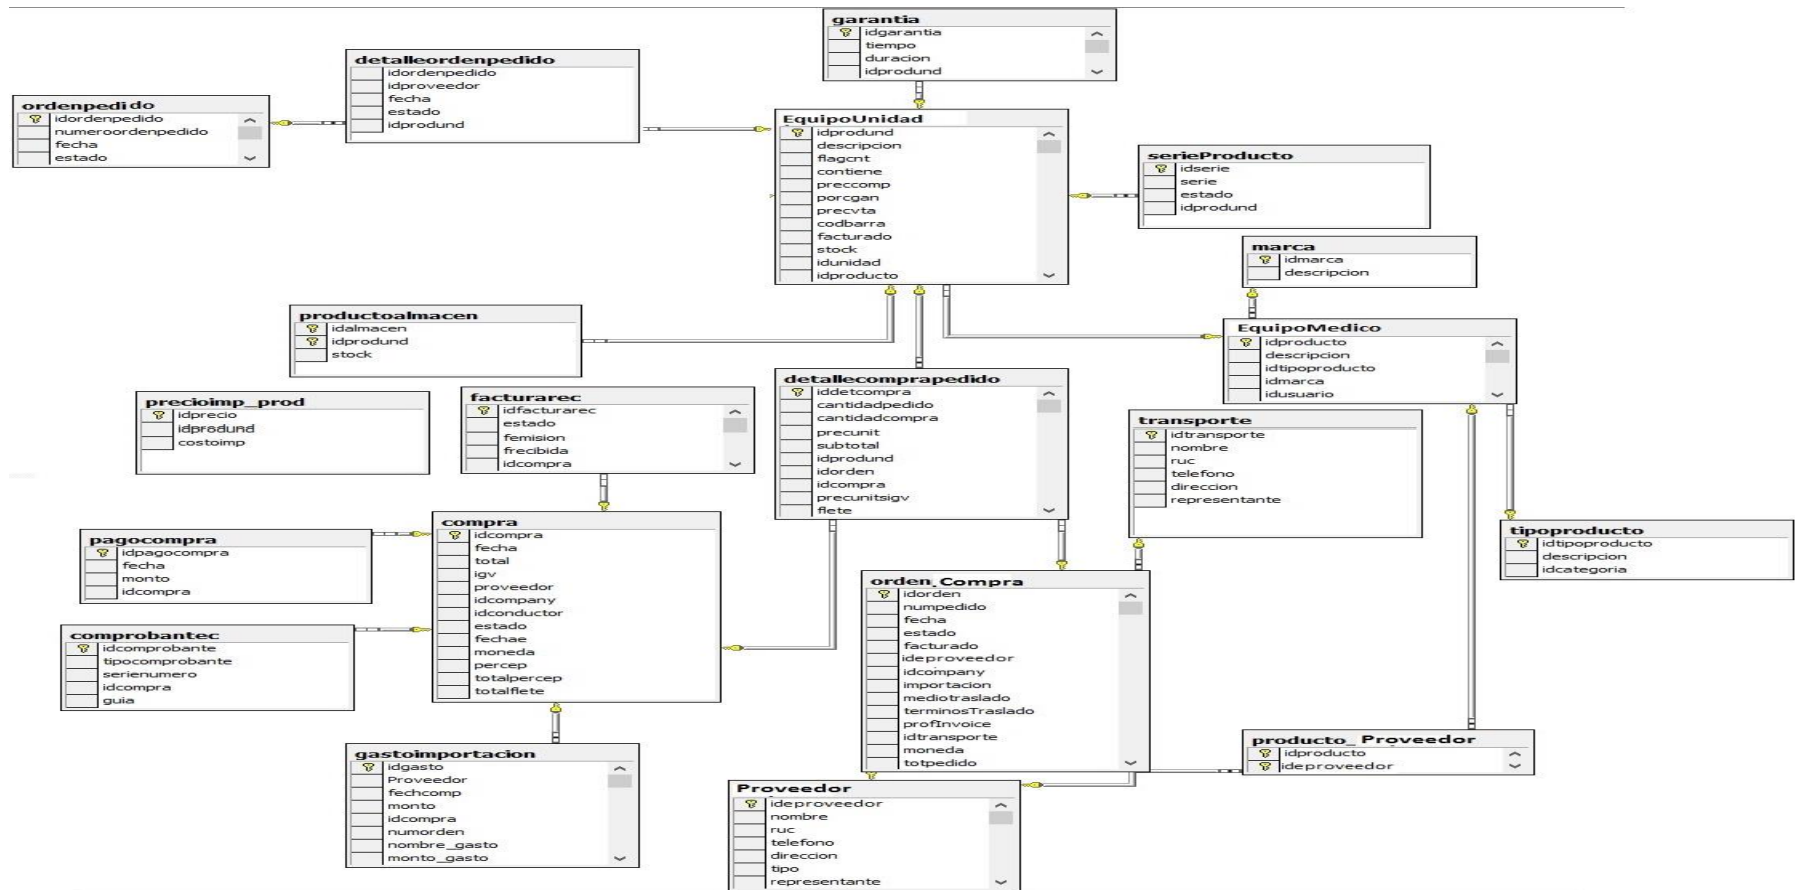 garantia
idgarantia
tiempo
duracion
idprodund
detalleordenpedido
idordenpedido
idproveedor
fecha
estado
idprodund
ordenpedido
idordenpedido
numeroordenpedido
fecha
estado
EquipoUnidad
idprodund
descripcion
flagcnt
contiene
preccomp
porcgan
precvta
codbarra
facturado
stock
idunidad
idproducto
serieProducto
idserie
serie
estado
idprodund
marca
idmarca
descripcion
productoalmacen
idalmacen
idprodund
stock
EquipoMedico
idproducto
descripcion
idtipoproducto
idmarca
idusuario
detallecomprapedido
iddetcompra
cantidadpedido
cantidadcompra
precunit
subtotal
idprodund
idorden
idcompra
precunitsigv
flete
precioimp_prod
idprecio
idprodund
costoimp
facturarec
idfacturarec
estado
femision
frecibida
idcompra
transporte
idtransporte
nombre
ruc
telefono
direccion
representante
compra
idcompra
fecha
total
igv
proveedor
idcompany
idconductor
estado
fechae
moneda
percep
totalpercep
totalflete
pagocompra
idpagocompra
fecha
monto
idcompra
tipoproducto
idtipoproducto
descripcion
idcategoria
orden_Compra
idorden
numpedido
fecha
estado
facturado
ideproveedor
idcompany
importacion
mediotraslado
terminosTraslado
profInvoice
idtransporte
moneda
totpedido
comprobantec
idcomprobante
tipocomprobante
serienumero
idcompra
guia
gastoimportacion
idgasto
Proveedor
fechcomp
monto
idcompra
numorden
nombre_gasto
monto_gasto
producto_Proveedor
idproducto
ideproveedor
Proveedor
ideproveedor
nombre
ruc
telefono
direccion
tipo
representante